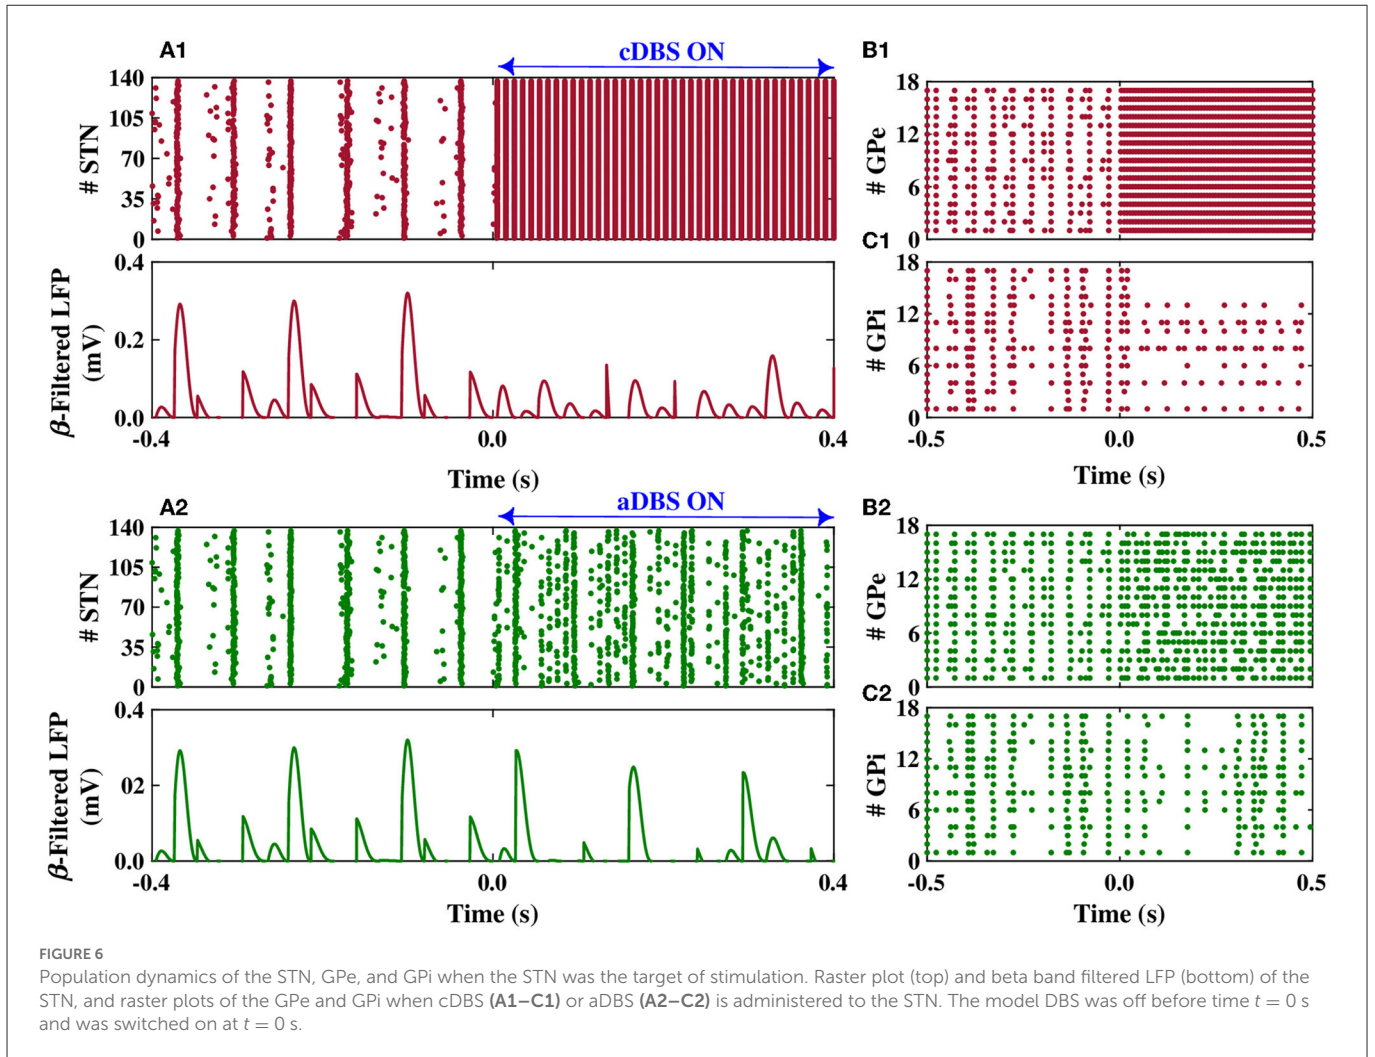 A1
cDBS ON
B1
140
105
70
35
0
# STN
18
12
6
0
# GPe
C1
0.4
0.2
0.0
β-Filtered LFP
(mV)
-0.4
0.0
0.4
Time (s)
18
12
6
0
# GPi
-0.5
0.0
0.5
Time (s)
A2
aDBS ON
B2
140
105
70
35
0
# STN
18
12
6
0
# GPe
C2
0.4
02
0.0
β-Filtered LFP
(mV)
-0.4
0.0
0.4
Time (s)
18
12
6
0
# GPi
-0.5
0.0
0.5
Time (s)
FIGURE 6
Population dynamics of the STN, GPe, and GPi when the STN was the target of stimulation. Raster plot (top) and beta band filtered LFP (bottom) of the
STN, and raster plots of the GPe and GPi when cDBS (A1–C1) or aDBS (A2–C2) is administered to the STN. The model DBS was off before time t = 0 s
and was switched on at t = 0 s.